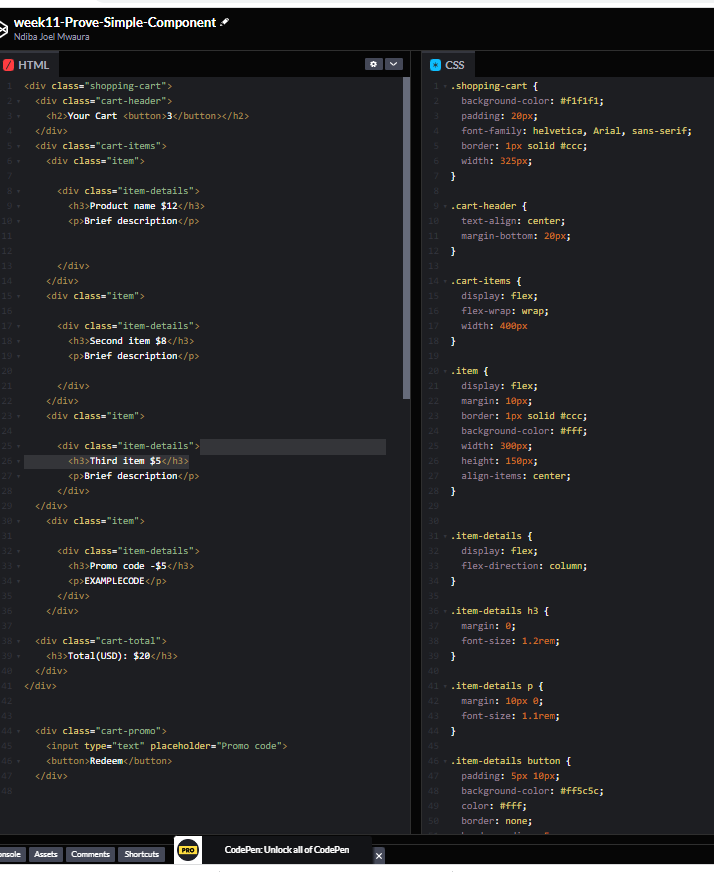 week11-Prove-Simple-Component
Ndiba Joel Mwaura
HTML
1 <div class="shopping-cart">
2 <div class="cart-header">
3 <h2>Your Cart <button>3</button></h2>
4 </div>
5 <div class="cart-items">
6 <div class="item">
7
8 <div class="item-details">
9 <h3>Product name $12</h3>
10 <p>Brief description</p>
11
12
13 </div>
14 </div>
15 <div class="item">
16
17 <div class="item-details">
18 <h3>Second item $8</h3>
19 <p>Brief description</p>
20
21 </div>
22 </div>
23 <div class="item">
24
25 <div class="item-details">
26 <h3>Third item $5</h3>
27 <p>Brief description</p>
28 </div>
29 </div>
30 <div class="item">
31
32 <div class="item-details">
33 <h3>Promo code -$5</h3>
34 <p>EXAMPLECODE</p>
35 </div>
36 </div>
37
38 <div class="cart-total">
39 <h3>Total(USD): $20</h3>
40 </div>
41 </div>
42
43
44 <div class="cart-promo">
45 <input type="text" placeholder="Promo code">
46 <button>Redeem</button>
47 </div>
48
CSS
1 .shopping-cart {
2 background-color: #f1f1f1;
3 padding: 20px;
4 font-family: helvetica, Arial, sans-serif;
5 border: 1px solid #ccc;
6 width: 325px;
7 }
8
9 .cart-header {
10 text-align: center;
11 margin-bottom: 20px;
12 }
13
14 .cart-items {
15 display: flex;
16 flex-wrap: wrap;
17 width: 400px
18 }
19
20 .item {
21 display: flex;
22 margin: 10px;
23 border: 1px solid #ccc;
24 background-color: #fff;
25 width: 300px;
26 height: 150px;
27 align-items: center;
28 }
29
30
31 .item-details {
32 display: flex;
33 flex-direction: column;
34 }
35
36 .item-details h3 {
37 margin: 0;
38 font-size: 1.2rem;
39 }
40
41 .item-details p {
42 margin: 10px 0;
43 font-size: 1.1rem;
44 }
45
46 .item-details button {
47 padding: 5px 10px;
48 background-color: #ff5c5c;
49 color: #fff;
50 border: none;
onsole Assets Comments Shortcuts
PRO
CodePen: Unlock all of CodePen
X